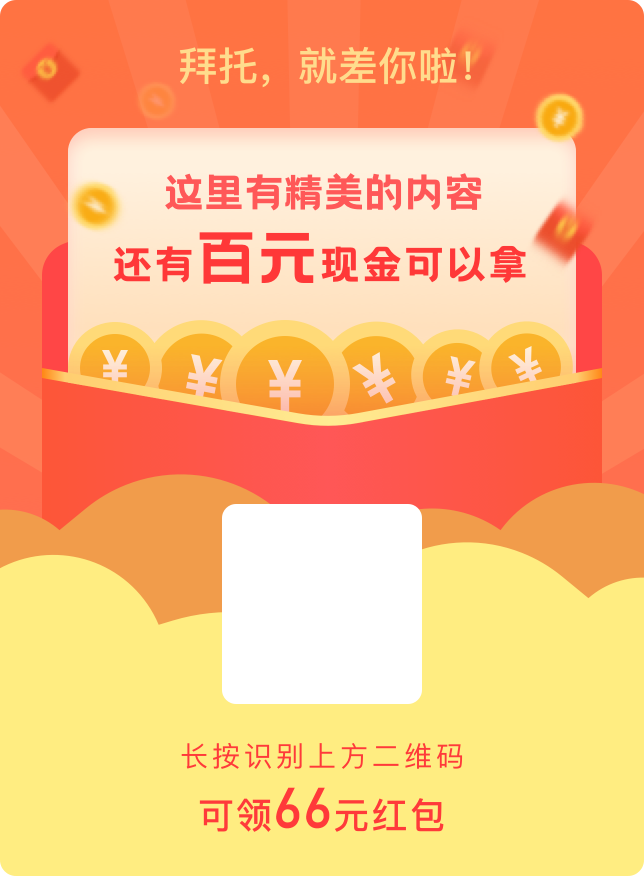 拜托，就差你啦！
这里有精美的内容
还有百元现金可以拿
¥ ¥ ¥ ¥ ¥ ¥
长按识别上方二维码
可领66元红包